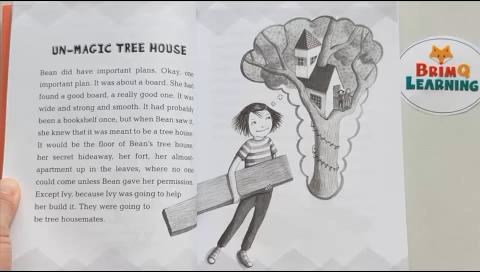 UN-MAGIC TREE HOUSE
Bean did have important plans. Okay, one
important plan. It was about a board. She had
found a good board, a really good one. It was
wide and strong and smooth. It had probably
been a bookshelf once, but when Bean saw it,
she knew that it was meant to be a tree house.
It would be the floor of Bean's tree house,
her secret hideaway, her fort, her almost-
apartment up in the leaves, where no one
could come unless Bean gave her permission.
Except Ivy, because Ivy was going to help
her build it. They were going to
be tree housemates.
BRIMQ
LEARNING